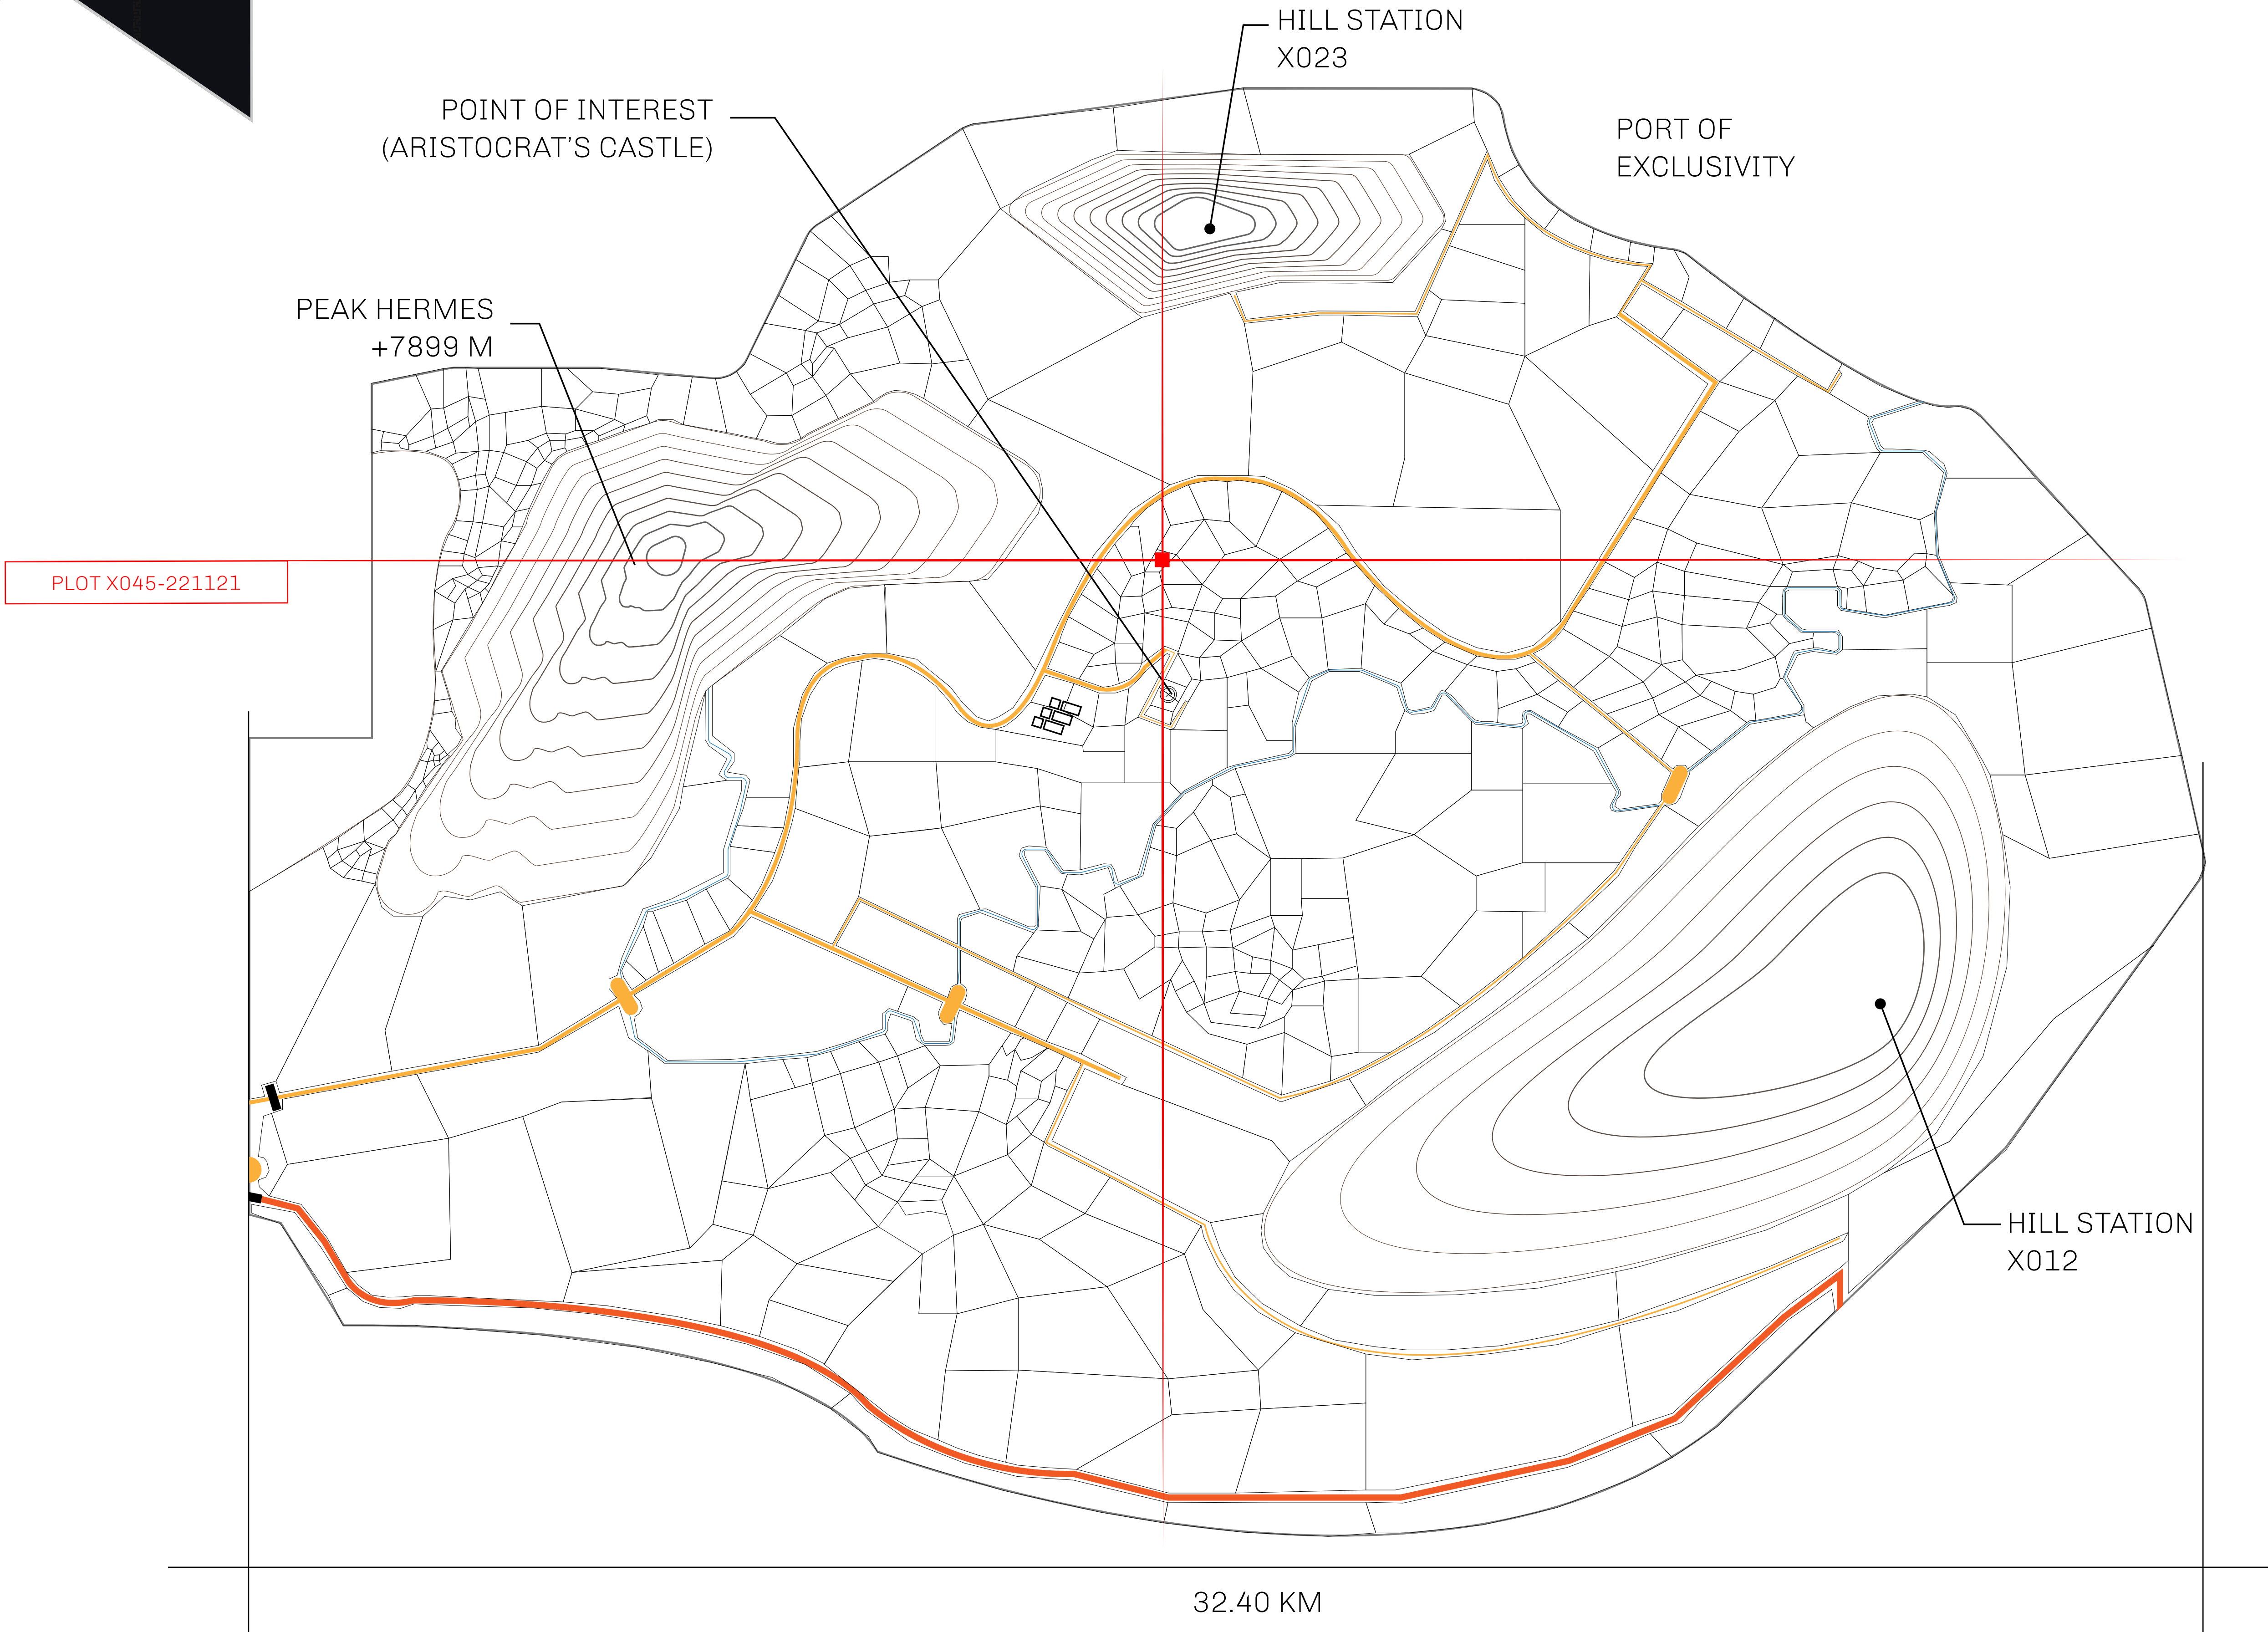 HILL STATION
X023
POINT OF INTEREST
(ARISTOCRAT'S CASTLE)
PORT OF
EXCLUSIVITY
PEAK HERMES
+7899 M
PLOT X045-221121
HILL STATION
X012
32.40 KM